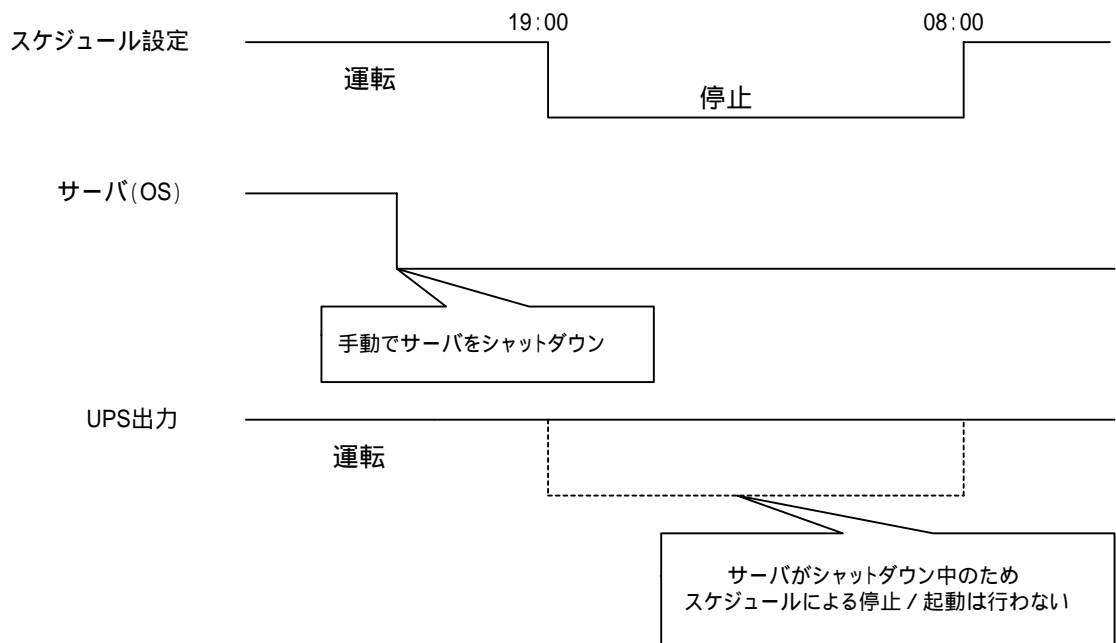 19:00
08:00
スケジュール設定
運転
停止
サーバ(OS)
手動でサーバをシャットダウン
UPS出力
運転
サーバがシャットダウン中のため
スケジュールによる停止/起動は行わない